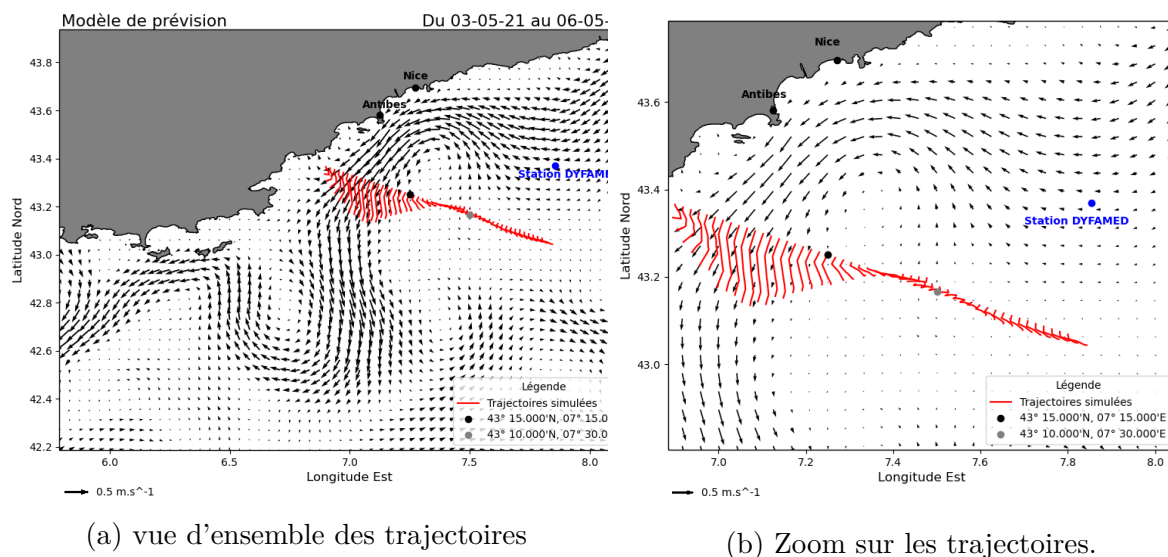 Modèle de prévision
Du 03-05-21 au 06-05-
43.8
43.6
43.4
43.2
43.0
42.8
42.6
42.4
42.2
Latitude Nord
Nice
Antibes
Station DYFAMED
Légende
Trajectoires simulées
43° 15.000'N, 07° 15.0
43° 10.000'N, 07° 30.0
6.0
6.5
7.0
7.5
8.0
Longitude Est
0.5 m.s^-1
(a) vue d'ensemble des trajectoires
43.6
43.4
43.2
43.0
Latitude Nord
Nice
Antibes
Station DYFAMED
Légende
Trajectoires simulées
43° 15.000'N, 07° 15.000'E
43° 10.000'N, 07° 30.000'E
7.0
7.2
7.4
7.6
7.8
8.0
Longitude Est
0.5 m.s^-1
(b) Zoom sur les trajectoires.